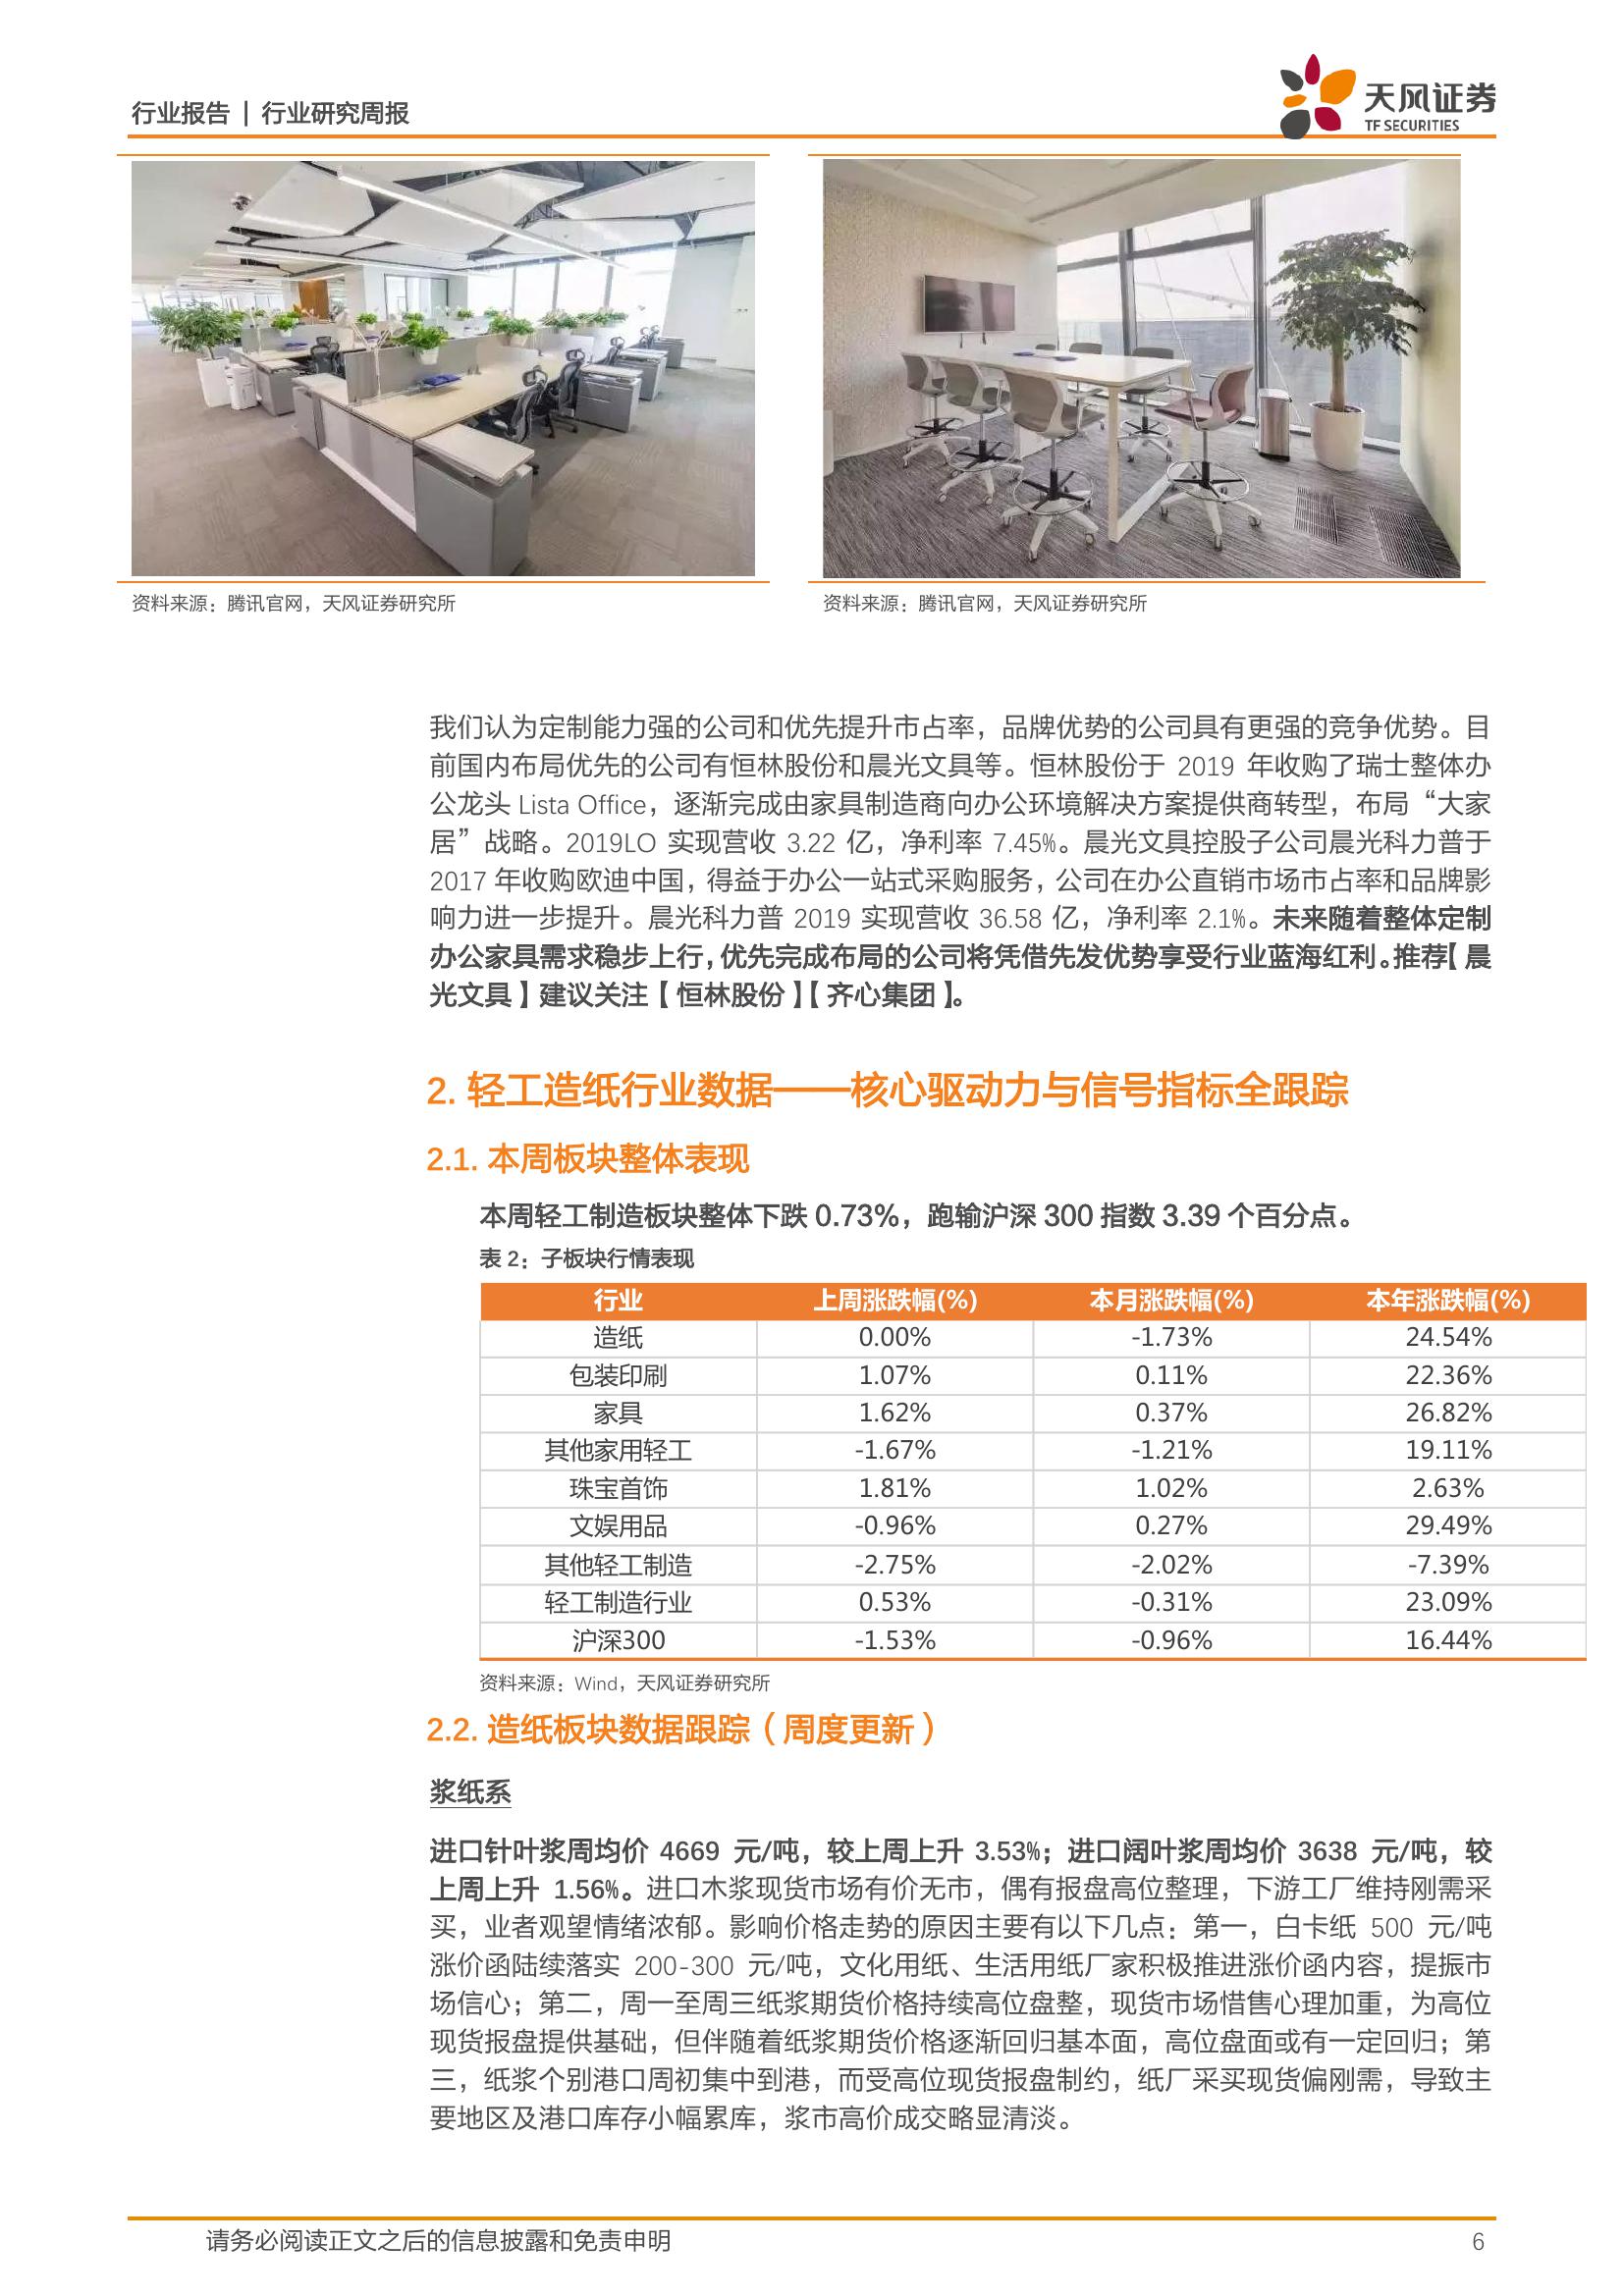 行业报告 | 行业研究周报
天风证券
TF SECURITIES
资料来源：腾讯官网，天风证券研究所
资料来源：腾讯官网，天风证券研究所
我们认为定制能力强的公司和优先提升市占率，品牌优势的公司具有更强的竞争优势。目
前国内布局优先的公司有恒林股份和晨光文具等。恒林股份于 2019 年收购了瑞士整体办
公龙头 Lista Office，逐渐完成由家具制造商向办公环境解决方案提供商转型，布局“大家
居”战略。2019LO 实现营收 3.22 亿，净利率 7.45%。晨光文具控股子公司晨光科力普于
2017 年收购欧迪中国，得益于办公一站式采购服务，公司在办公直销市场市占率和品牌影
响力进一步提升。晨光科力普 2019 实现营收 36.58 亿，净利率 2.1%。未来随着整体定制
办公家具需求稳步上行，优先完成布局的公司将凭借先发优势享受行业蓝海红利。推荐【晨
光文具】建议关注【恒林股份】【齐心集团】。
2. 轻工造纸行业数据——核心驱动力与信号指标全跟踪
2.1. 本周板块整体表现
本周轻工制造板块整体下跌 0.73%，跑输沪深 300 指数 3.39 个百分点。
表 2：子板块行情表现
行业 上周涨跌幅(%) 本月涨跌幅(%) 本年涨跌幅(%)
造纸 0.00% -1.73% 24.54%
包装印刷 1.07% 0.11% 22.36%
家具 1.62% 0.37% 26.82%
其他家用轻工 -1.67% -1.21% 19.11%
珠宝首饰 1.81% 1.02% 2.63%
文娱用品 -0.96% 0.27% 29.49%
其他轻工制造 -2.75% -2.02% -7.39%
轻工制造行业 0.53% -0.31% 23.09%
沪深300 -1.53% -0.96% 16.44%
资料来源：Wind，天风证券研究所
2.2. 造纸板块数据跟踪（周度更新）
浆纸系
进口针叶浆周均价 4669 元/吨，较上周上升 3.53%；进口阔叶浆周均价 3638 元/吨，较
上周上升 1.56%。进口木浆现货市场有价无市，偶有报盘高位整理，下游工厂维持刚需采
买，业者观望情绪浓郁。影响价格走势的原因主要有以下几点：第一，白卡纸 500 元/吨
涨价函陆续落实 200-300 元/吨，文化用纸、生活用纸厂家积极推进涨价函内容，提振市
场信心；第二，周一至周三纸浆期货价格持续高位盘整，现货市场惜售心理加重，为高位
现货报盘提供基础，但伴随着纸浆期货价格逐渐回归基本面，高位盘面或有一定回归；第
三，纸浆个别港口周初集中到港，而受高位现货报盘制约，纸厂采买现货偏刚需，导致主
要地区及港口库存小幅累库，浆市高价成交略显清淡。
请务必阅读正文之后的信息披露和免责申明 6